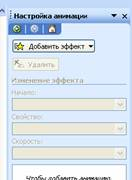 Настройка анимации
Добавить эффект
Удалить
Изменение эффекта
Начало:
Свойство:
Скорость:
Чтобы добавить анимацию,